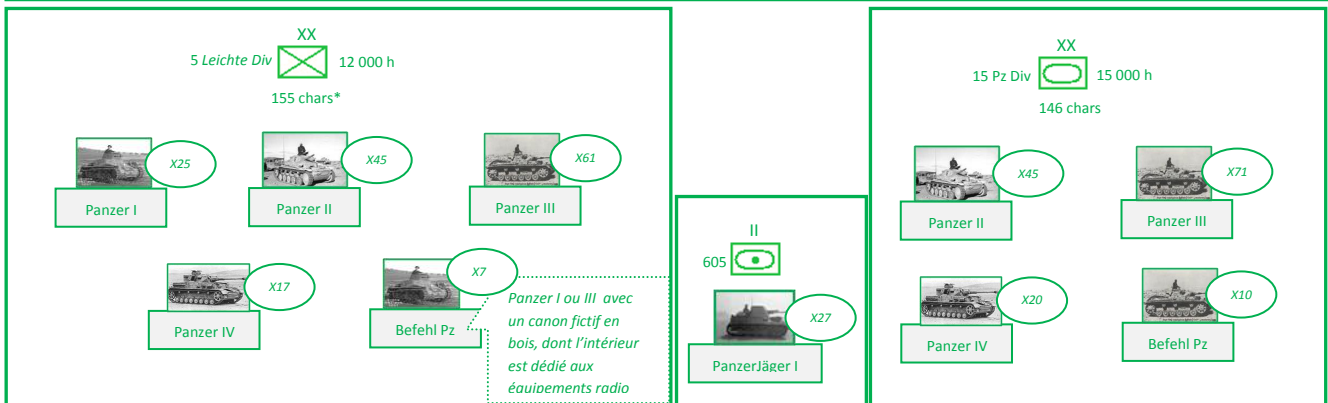 XX
5 Leichte Div 12 000 h
155 chars*
X25
X45
X61
Panzer I
Panzer II
Panzer III
X17
X7
Panzer IV
Befehl Pz
Panzer I ou III avec
un canon fictif en
bois, dont l'intérieur
est dédié aux
équipements radio
II
605
X27
PanzerJäger I
XX
15 Pz Div 15 000 h
146 chars
X45
X71
Panzer II
Panzer III
X20
X10
Panzer IV
Befehl Pz